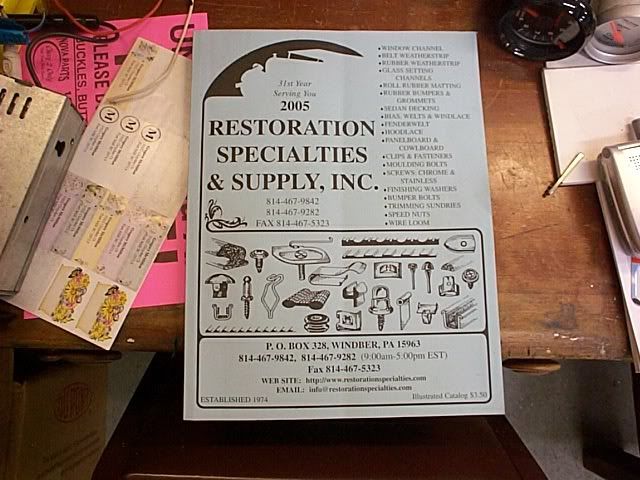 31st Year
Serving You
2005
RESTORATION
SPECIALTIES
& SUPPLY, INC.
814-467-9842
814-467-9282
FAX 814-467-5323
• WINDOW CHANNEL
• BELT WEATHERSTRIP
• RUBBER WEATHERSTRIP
• GLASS SETTING
CHANNELS
• ROLL RUBBER MATTING
• RUBBER BUMPERS &
GROMMETS
• SEDAN DECKING
• BIAS, WELTS & WINDLACE
• FENDERWELT
• HOODLACE
• PANELBOARD &
COWLBOARD
• CLIPS & FASTENERS
• MOULDING BOLTS
• SCREWS: CHROME &
STAINLESS
• FINISHING WASHERS
• BUMPER BOLTS
• TRIMMING SUNDRIES
• SPEED NUTS
• WIRE LOOM
P. O. BOX 328, WINDBER, PA 15963
814-467-9842, 814-467-9282 (9:00am-5:00pm EST)
Fax 814-467-5323
WEB SITE: http://www.restorationspecialties.com
EMAIL: info@restorationspecialties.com
ESTABLISHED 1974
Illustrated Catalog $3.50
NOVA PARTS
PLEASE
BUCKLES, BUT
M
M
M